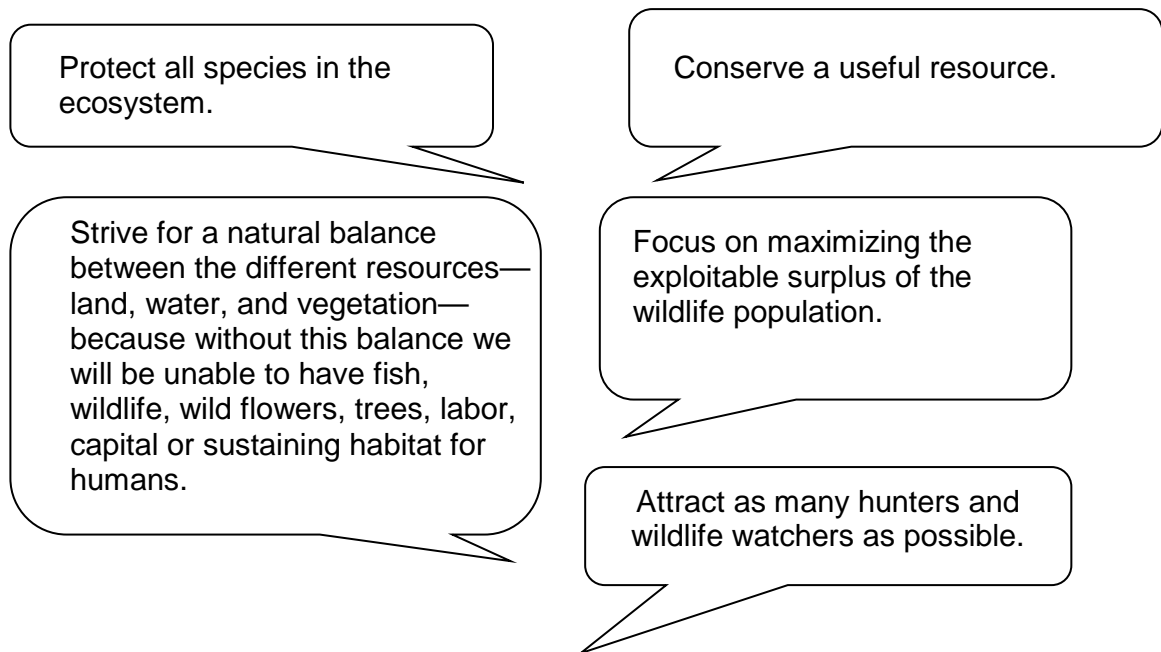 Protect all species in the
ecosystem.
Conserve a useful resource.
Strive for a natural balance
between the different resources—
land, water, and vegetation—
because without this balance we
will be unable to have fish,
wildlife, wild flowers, trees, labor,
capital or sustaining habitat for
humans.
Focus on maximizing the
exploitable surplus of the
wildlife population.
Attract as many hunters and
wildlife watchers as possible.